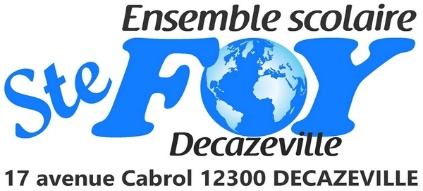 Ensemble scolaire
Ste FOY
Decazeville
17 avenue Cabrol 12300 DECAZEVILLE